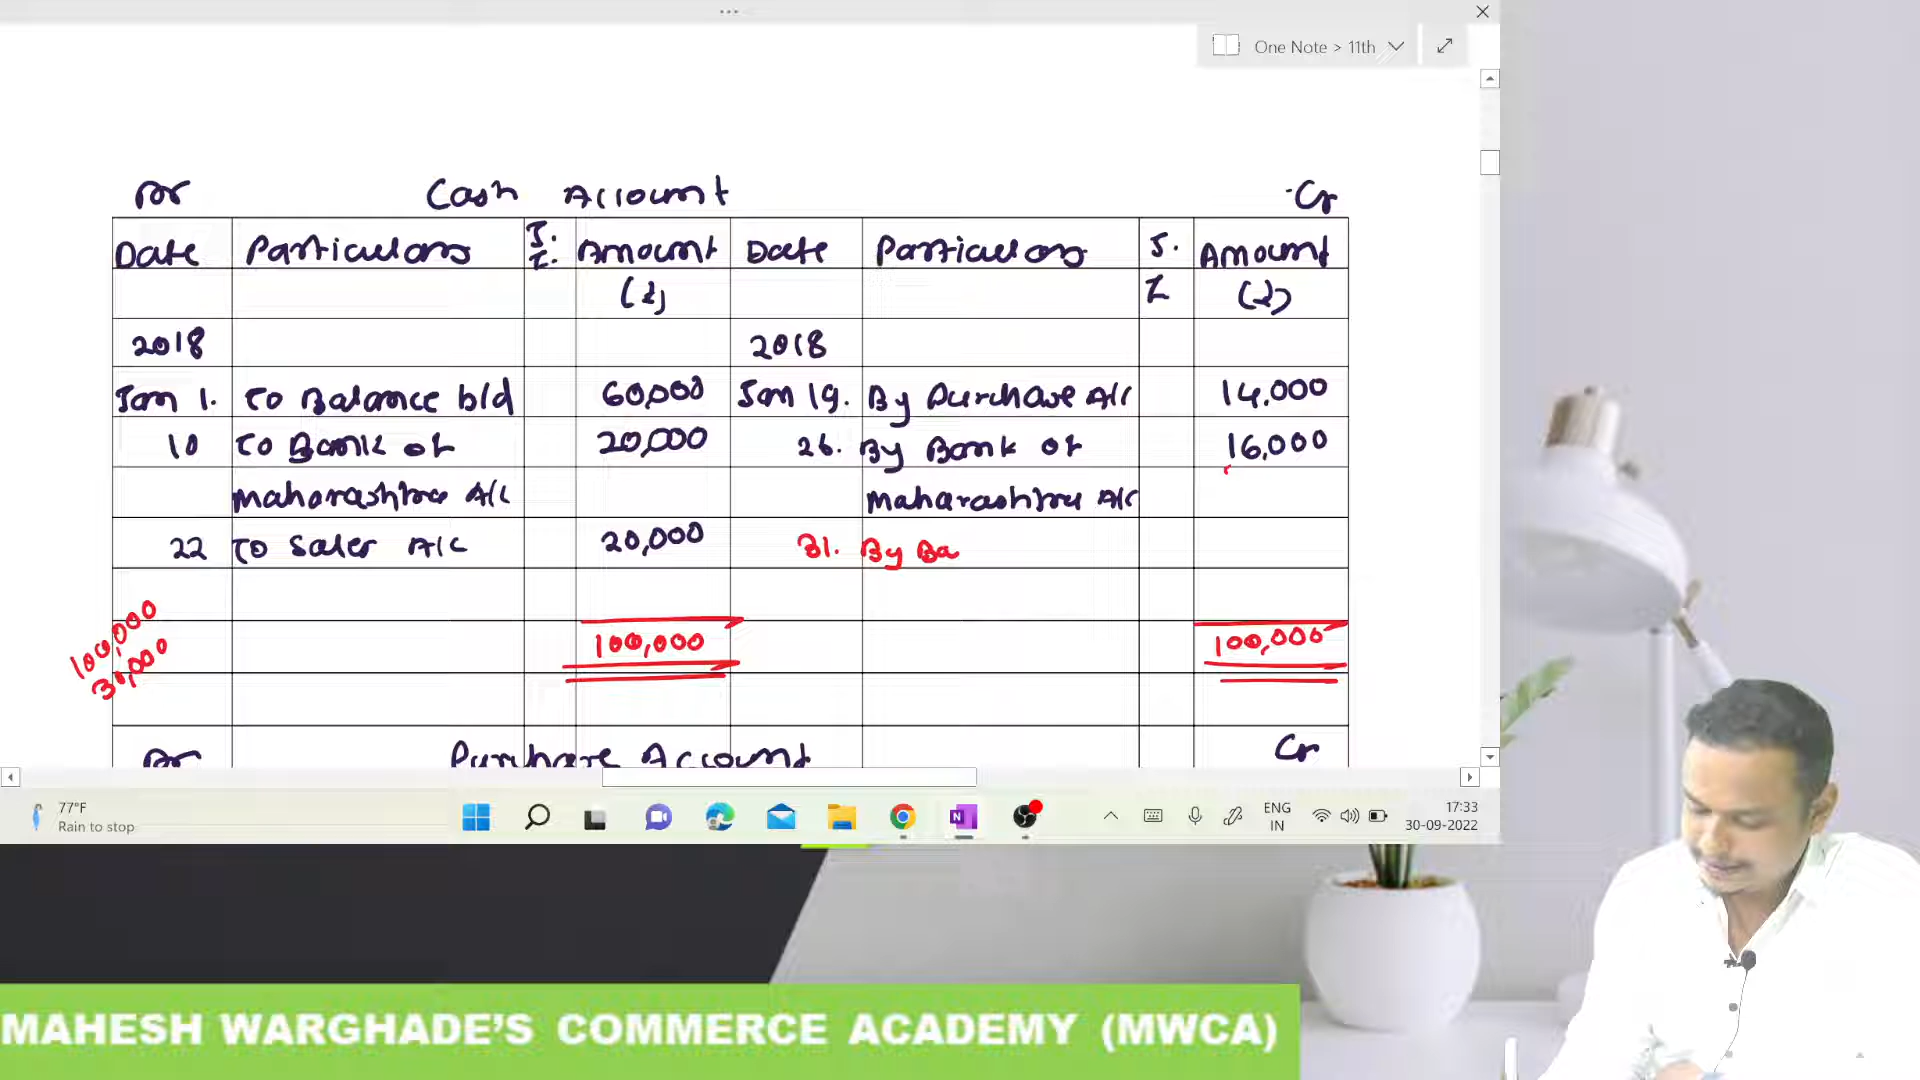 One Note > 11th
Dr Cash Account Cr
Date Particulars J. Amount Date Particulars J. Amount
F. (₹) F (₹)
2018 2018
Jan 1. To Balance b/d 60,000 Jan 19. By Purchase A/c 14,000
10 To Bank of 20,000 26. By Bank of 16,000
Maharashtra A/c Maharashtra A/c
22 To Sales A/c 20,000 31. By Ba
100,000
30,000
100,000 100,000
Dr Purchase Account Cr
77°F
Rain to stop
ENG
IN
17:33
30-09-2022
MAHESH WARGHADE'S COMMERCE ACADEMY (MWCA)